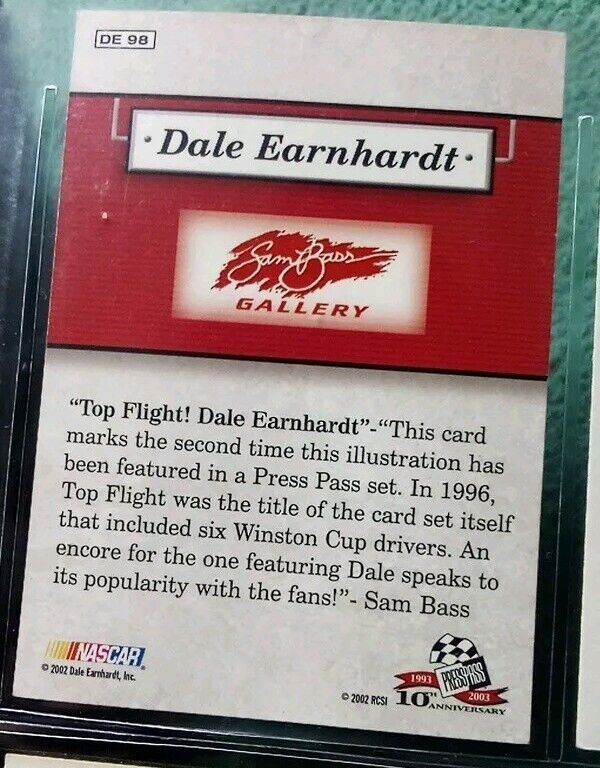 DE 98
· Dale Earnhardt ·
Sam Bass
GALLERY
“Top Flight! Dale Earnhardt”-“This card
marks the second time this illustration has
been featured in a Press Pass set. In 1996,
Top Flight was the title of the card set itself
that included six Winston Cup drivers. An
encore for the one featuring Dale speaks to
its popularity with the fans!”- Sam Bass
NASCAR
© 2002 Dale Earnhardt, Inc.
© 2002 RCSI
PRESS PASS
1993 2003
10TH
ANNIVERSARY